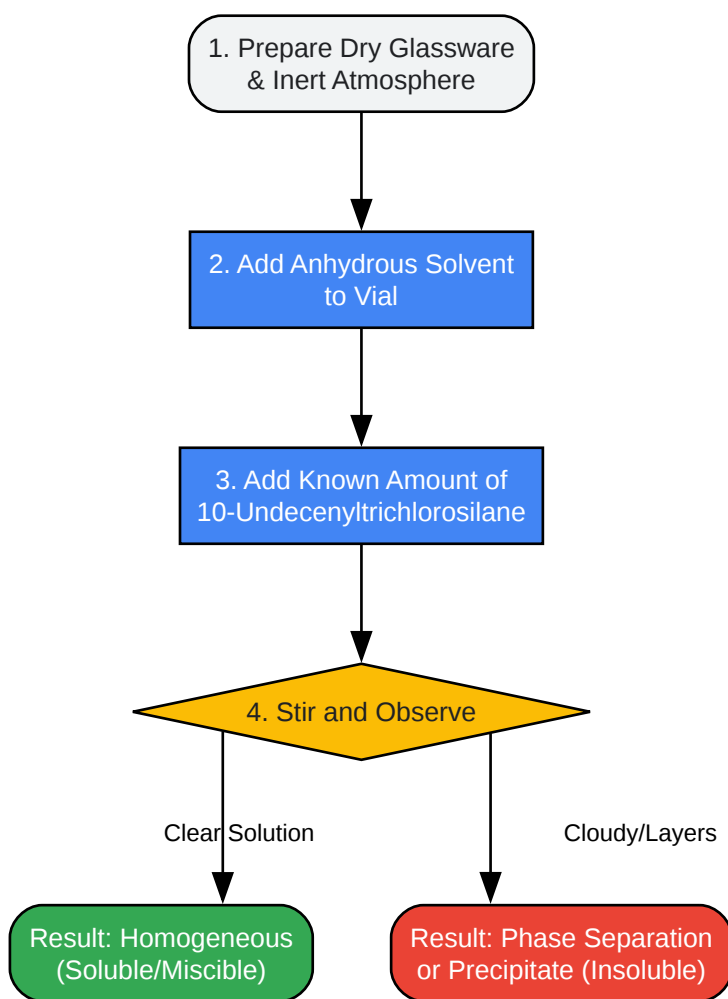 1. Prepare Dry Glassware
& Inert Atmosphere
2. Add Anhydrous Solvent
to Vial
3. Add Known Amount of
10-Undecenyltrichlorosilane
4. Stir and Observe
Clear Solution
Cloudy/Layers
Result: Homogeneous
(Soluble/Miscible)
Result: Phase Separation
or Precipitate (Insoluble)